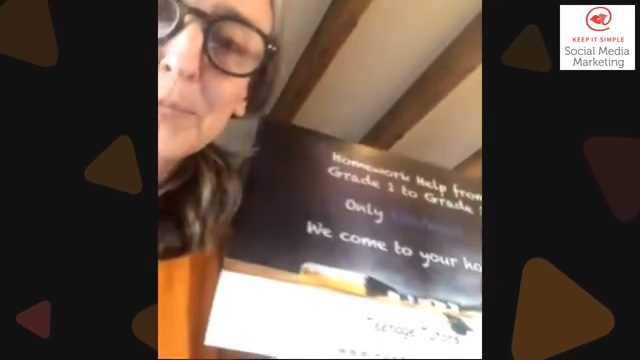 KEEP IT SIMPLE
Social Media
Marketing
Homework Help from
Grade 1 to Grade
Only
We come to your
Teenage Tutors